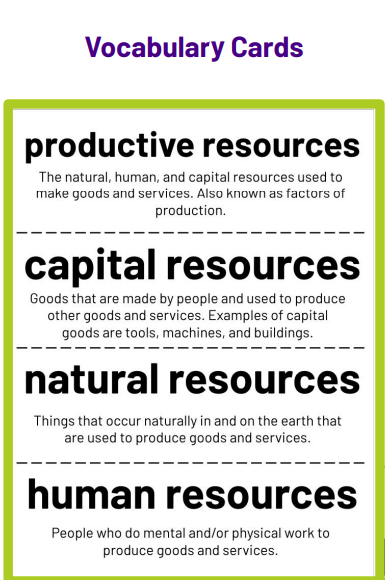 Vocabulary Cards
productive resources
The natural, human, and capital resources used to
make goods and services. Also known as factors of
production.
capital resources
Goods that are made by people and used to produce
other goods and services. Examples of capital
goods are tools, machines, and buildings.
natural resources
Things that occur naturally in and on the earth that
are used to produce goods and services.
human resources
People who do mental and/or physical work to
produce goods and services.